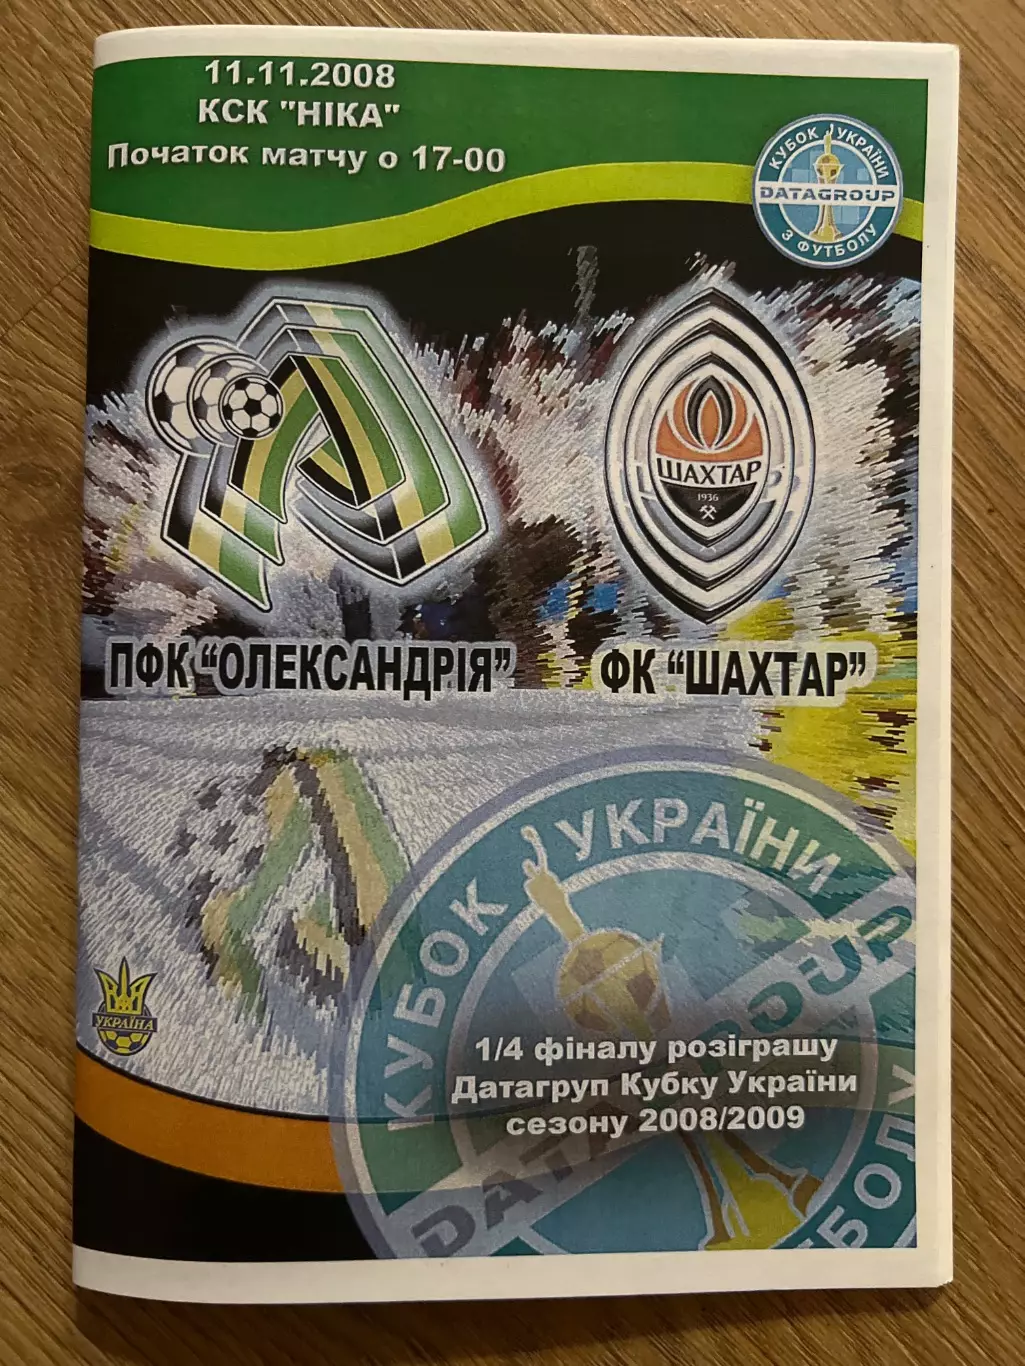 11.11.2008
КСК "НІКА"
Початок матчу о 17-00
КУБОК УКРАЇНИ
DATAGROUP
З ФУТБОЛУ
ШАХТАР
1936
ПФК “ОЛЕКСАНДРІЯ”
ФК “ШАХТАР”
КУБОК УКРАЇНИ
УКРАЇНА
1/4 фіналу розіграшу
Датагруп Кубку України
сезону 2008/2009